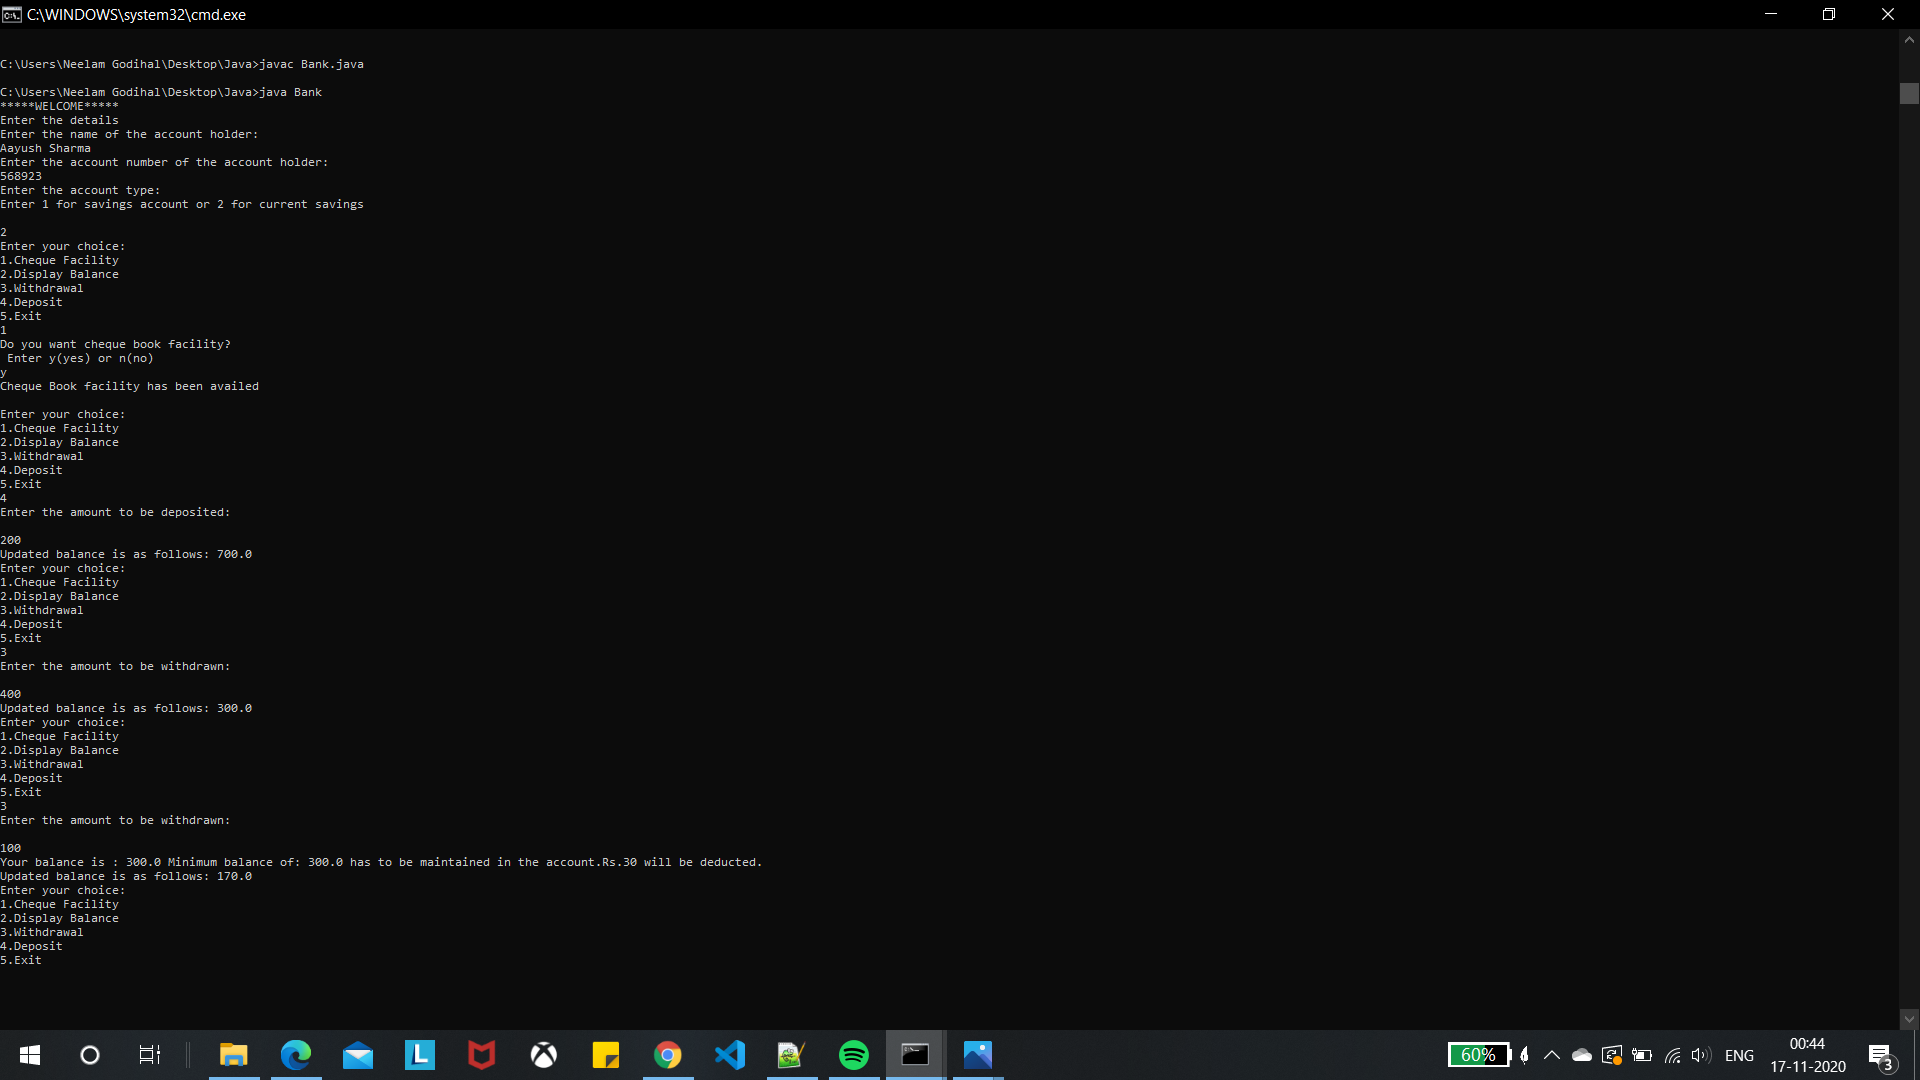 C:\WINDOWS\system32\cmd.exe
C:\Users\Neelam Godihal\Desktop\Java>javac Bank.java
C:\Users\Neelam Godihal\Desktop\Java>java Bank
*****WELCOME*****
Enter the details
Enter the name of the account holder:
Aayush Sharma
Enter the account number of the account holder:
568923
Enter the account type:
Enter 1 for savings account or 2 for current savings
2
Enter your choice:
1.Cheque Facility
2.Display Balance
3.Withdrawal
4.Deposit
5.Exit
1
Do you want cheque book facility?
 Enter y(yes) or n(no)
y
Cheque Book facility has been availed
Enter your choice:
1.Cheque Facility
2.Display Balance
3.Withdrawal
4.Deposit
5.Exit
4
Enter the amount to be deposited:
200
Updated balance is as follows: 700.0
Enter your choice:
1.Cheque Facility
2.Display Balance
3.Withdrawal
4.Deposit
5.Exit
3
Enter the amount to be withdrawn:
400
Updated balance is as follows: 300.0
Enter your choice:
1.Cheque Facility
2.Display Balance
3.Withdrawal
4.Deposit
5.Exit
3
Enter the amount to be withdrawn:
100
Your balance is : 300.0 Minimum balance of: 300.0 has to be maintained in the account.Rs.30 will be deducted.
Updated balance is as follows: 170.0
Enter your choice:
1.Cheque Facility
2.Display Balance
3.Withdrawal
4.Deposit
5.Exit
L
60%
ENG
00:44
17-11-2020
3